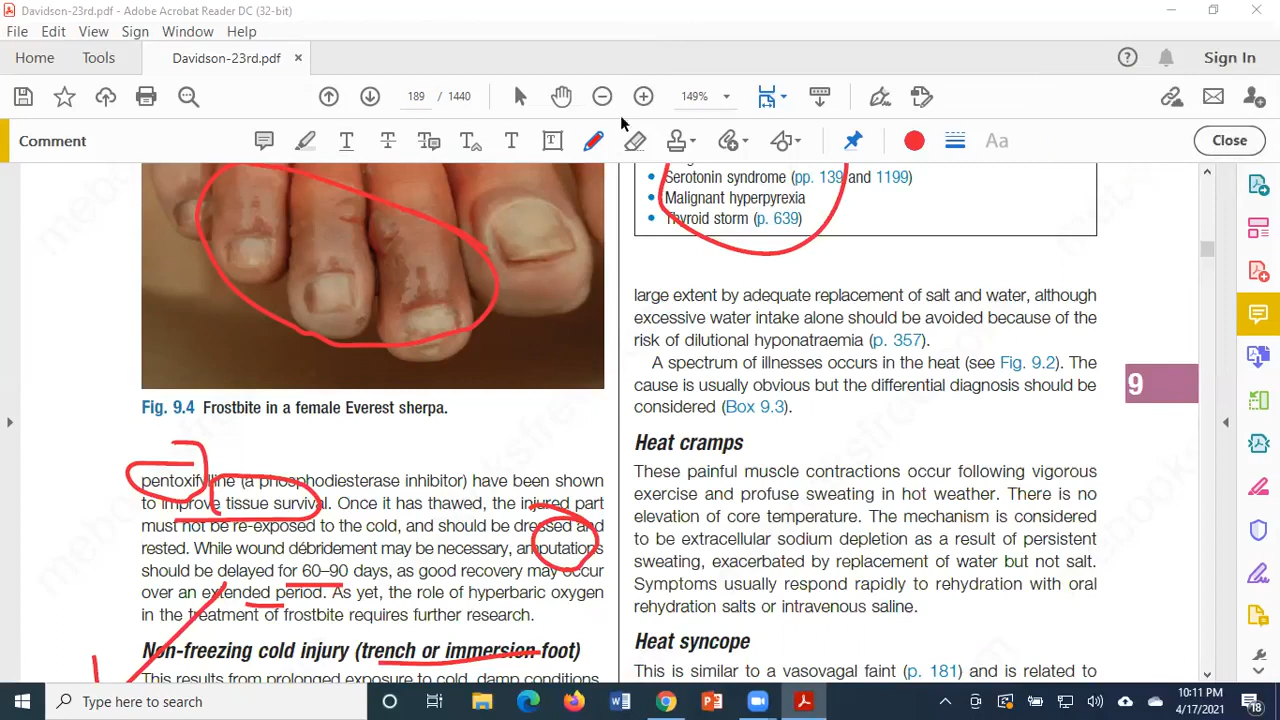 Davidson-23rd.pdf - Adobe Acrobat Reader DC (32-bit)
File Edit View Sign Window Help
Home Tools Davidson-23rd.pdf × Sign In
189 / 1440 149%
Comment Close
Fig. 9.4 Frostbite in a female Everest sherpa.
pentoxifylline (a phosphodiesterase inhibitor) have been shown
to improve tissue survival. Once it has thawed, the injured part
must not be re-exposed to the cold, and should be dressed and
rested. While wound débridement may be necessary, amputations
should be delayed for 60–90 days, as good recovery may occur
over an extended period. As yet, the role of hyperbaric oxygen
in the treatment of frostbite requires further research.
Non-freezing cold injury (trench or immersion foot)
This results from prolonged exposure to cold, damp conditions.
• Serotonin syndrome (pp. 139 and 1199)
• Malignant hyperpyrexia
• Thyroid storm (p. 639)
large extent by adequate replacement of salt and water, although
excessive water intake alone should be avoided because of the
risk of dilutional hyponatraemia (p. 357).
A spectrum of illnesses occurs in the heat (see Fig. 9.2). The
cause is usually obvious but the differential diagnosis should be
considered (Box 9.3).
Heat cramps
These painful muscle contractions occur following vigorous
exercise and profuse sweating in hot weather. There is no
elevation of core temperature. The mechanism is considered
to be extracellular sodium depletion as a result of persistent
sweating, exacerbated by replacement of water but not salt.
Symptoms usually respond rapidly to rehydration with oral
rehydration salts or intravenous saline.
Heat syncope
This is similar to a vasovagal faint (p. 181) and is related to
9
Type here to search
10:11 PM
4/17/2021
18